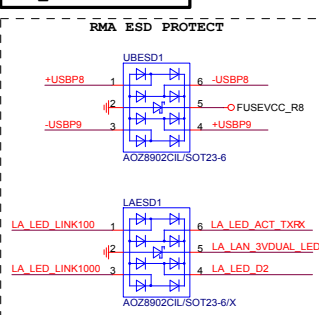 RMA ESD PROTECT
UBESD1
+USBP8 1 6 -USBP8
2 5 FUSEVCC_R8
-USBP9 3 4 +USBP9
AOZ8902CIL/SOT23-6
LAESD1
LA_LED_LINK100 1 6 LA_LED_ACT_TXRX
2 5 LA_LAN_3VDUAL_LED
LA_LED_LINK1000 3 4 LA_LED_D2
AOZ8902CIL/SOT23-6/X